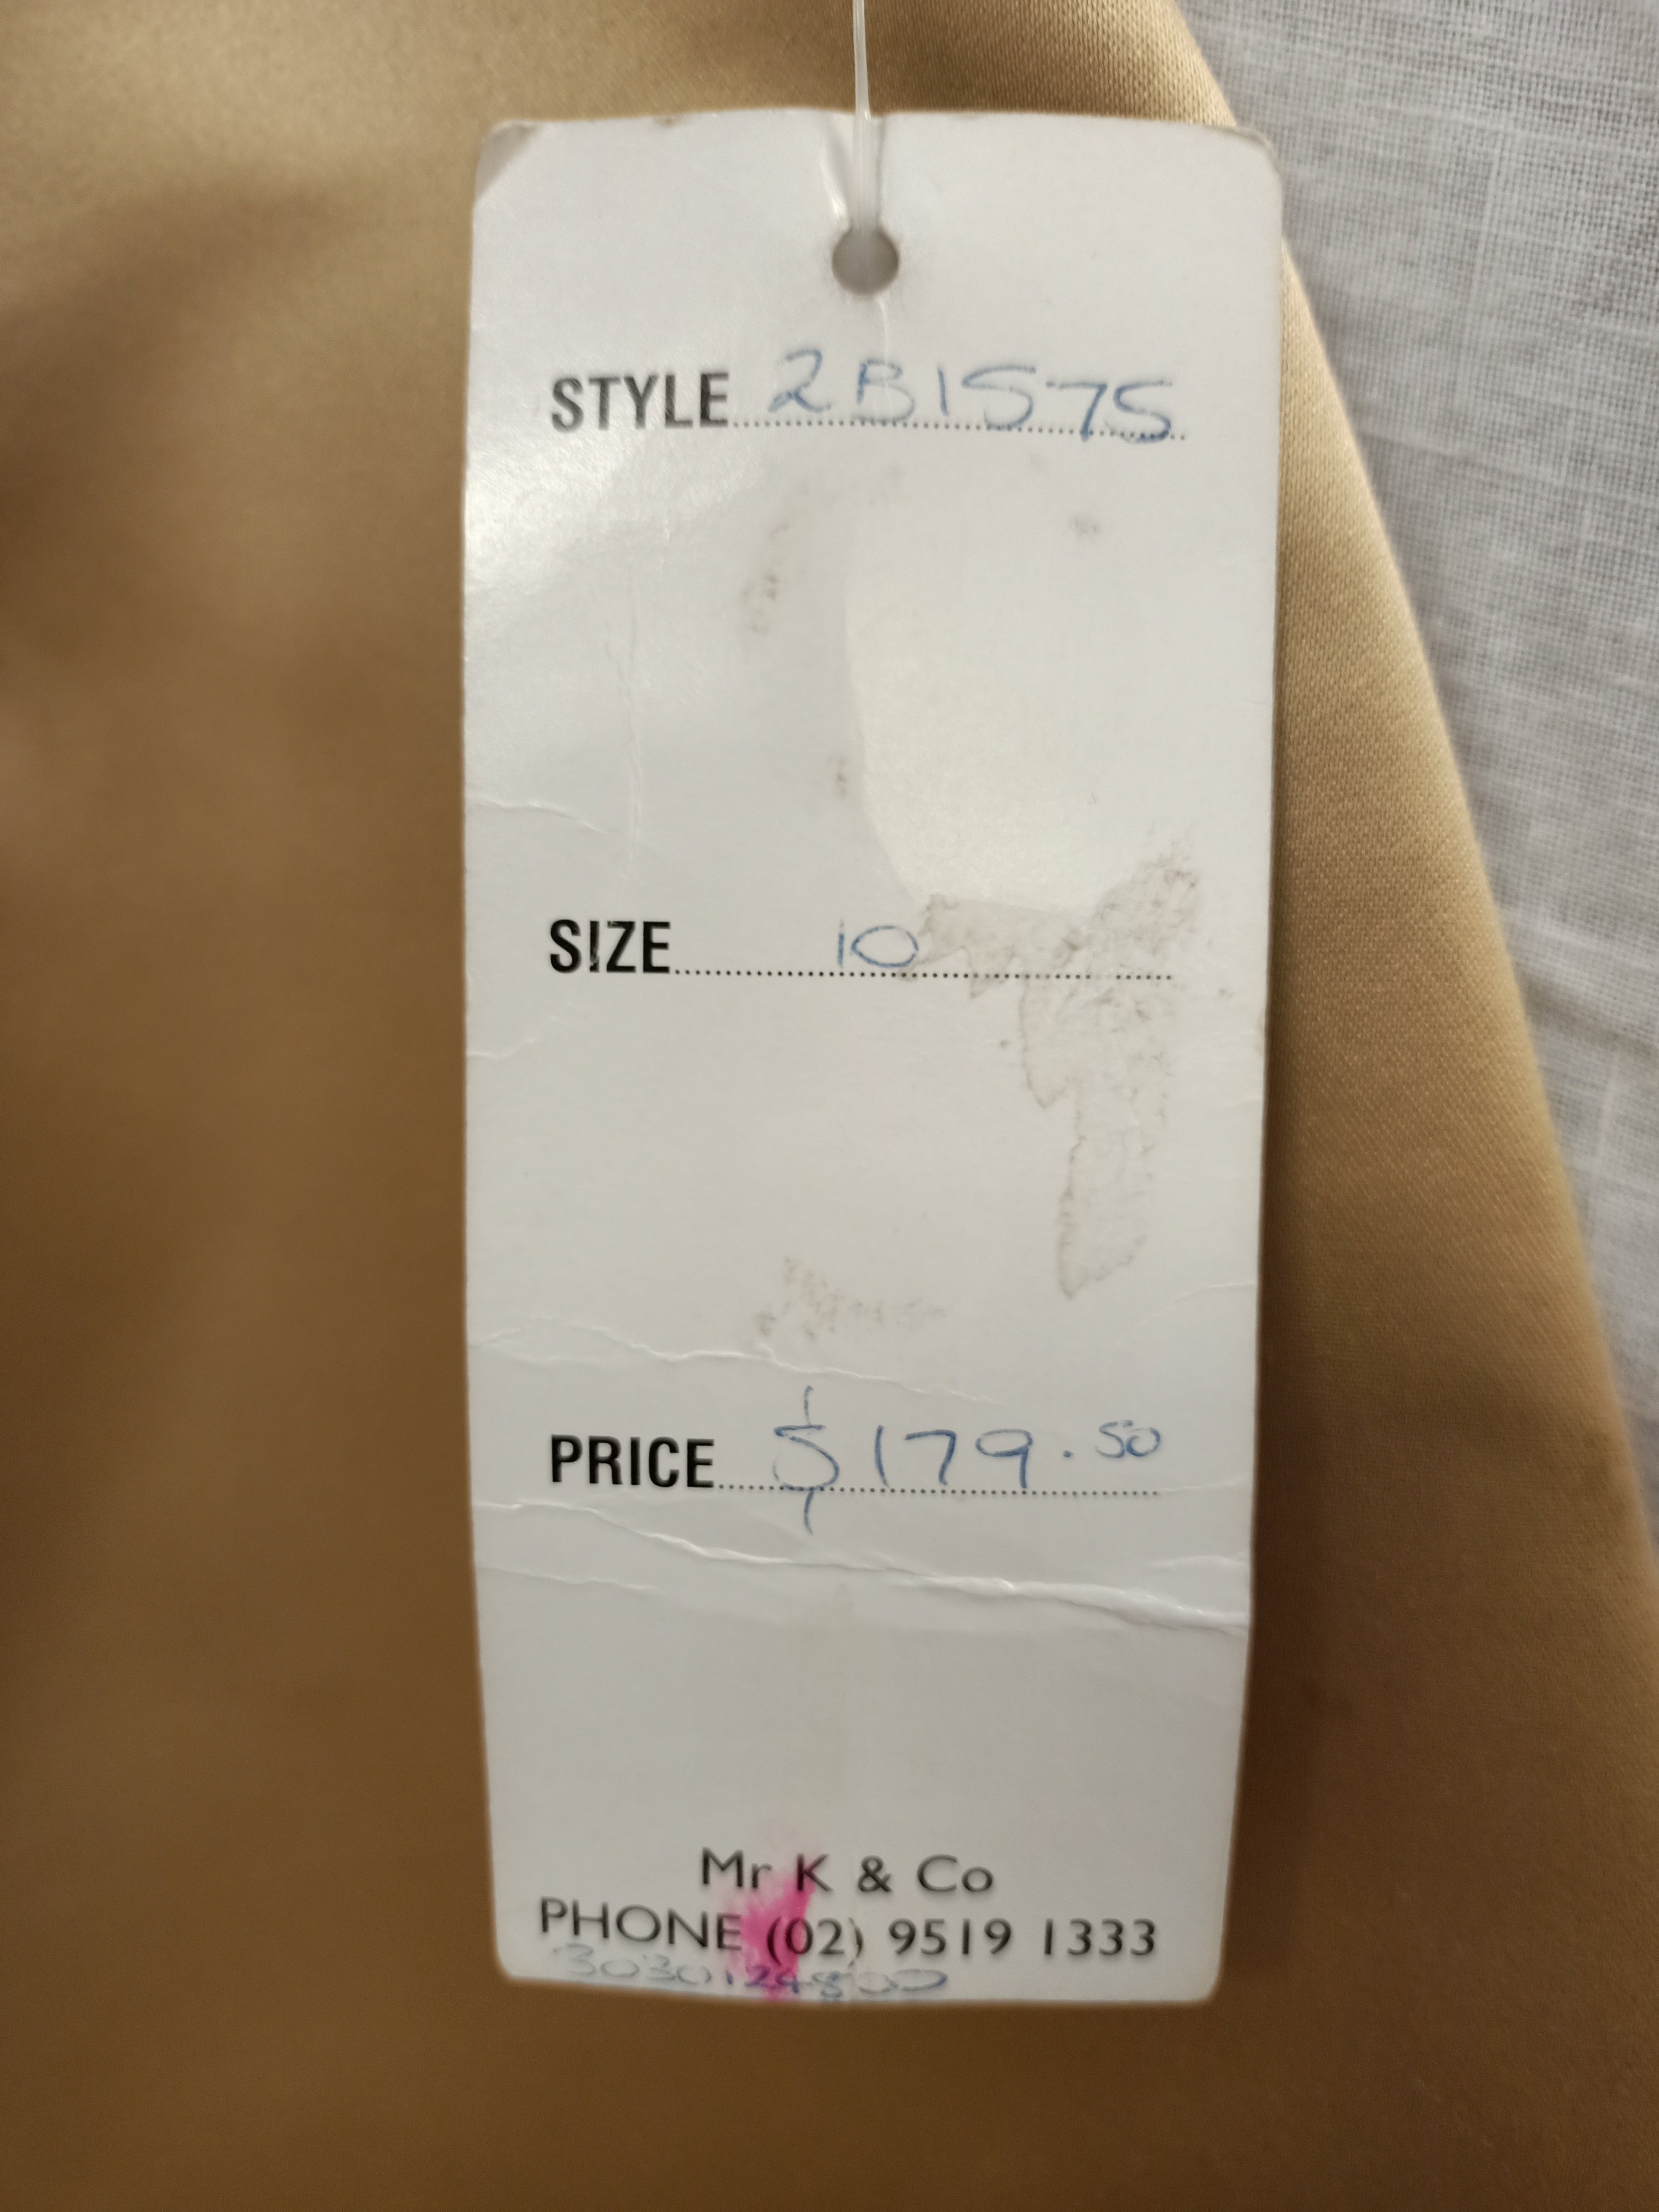 STYLE 2B1575
SIZE 10
PRICE $179.50
Mr K & Co
PHONE (02) 9519 1333